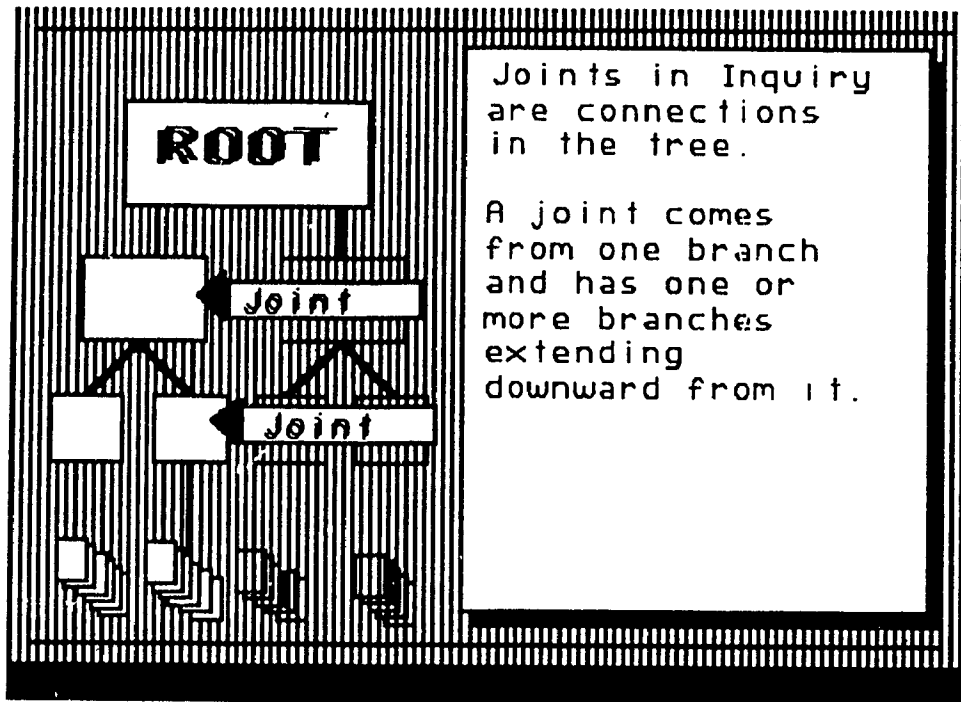 ROOT
Joint
Joint
Joints in Inquiry
are connections
in the tree.
A joint comes
from one branch
and has one or
more branches
extending
downward from it.